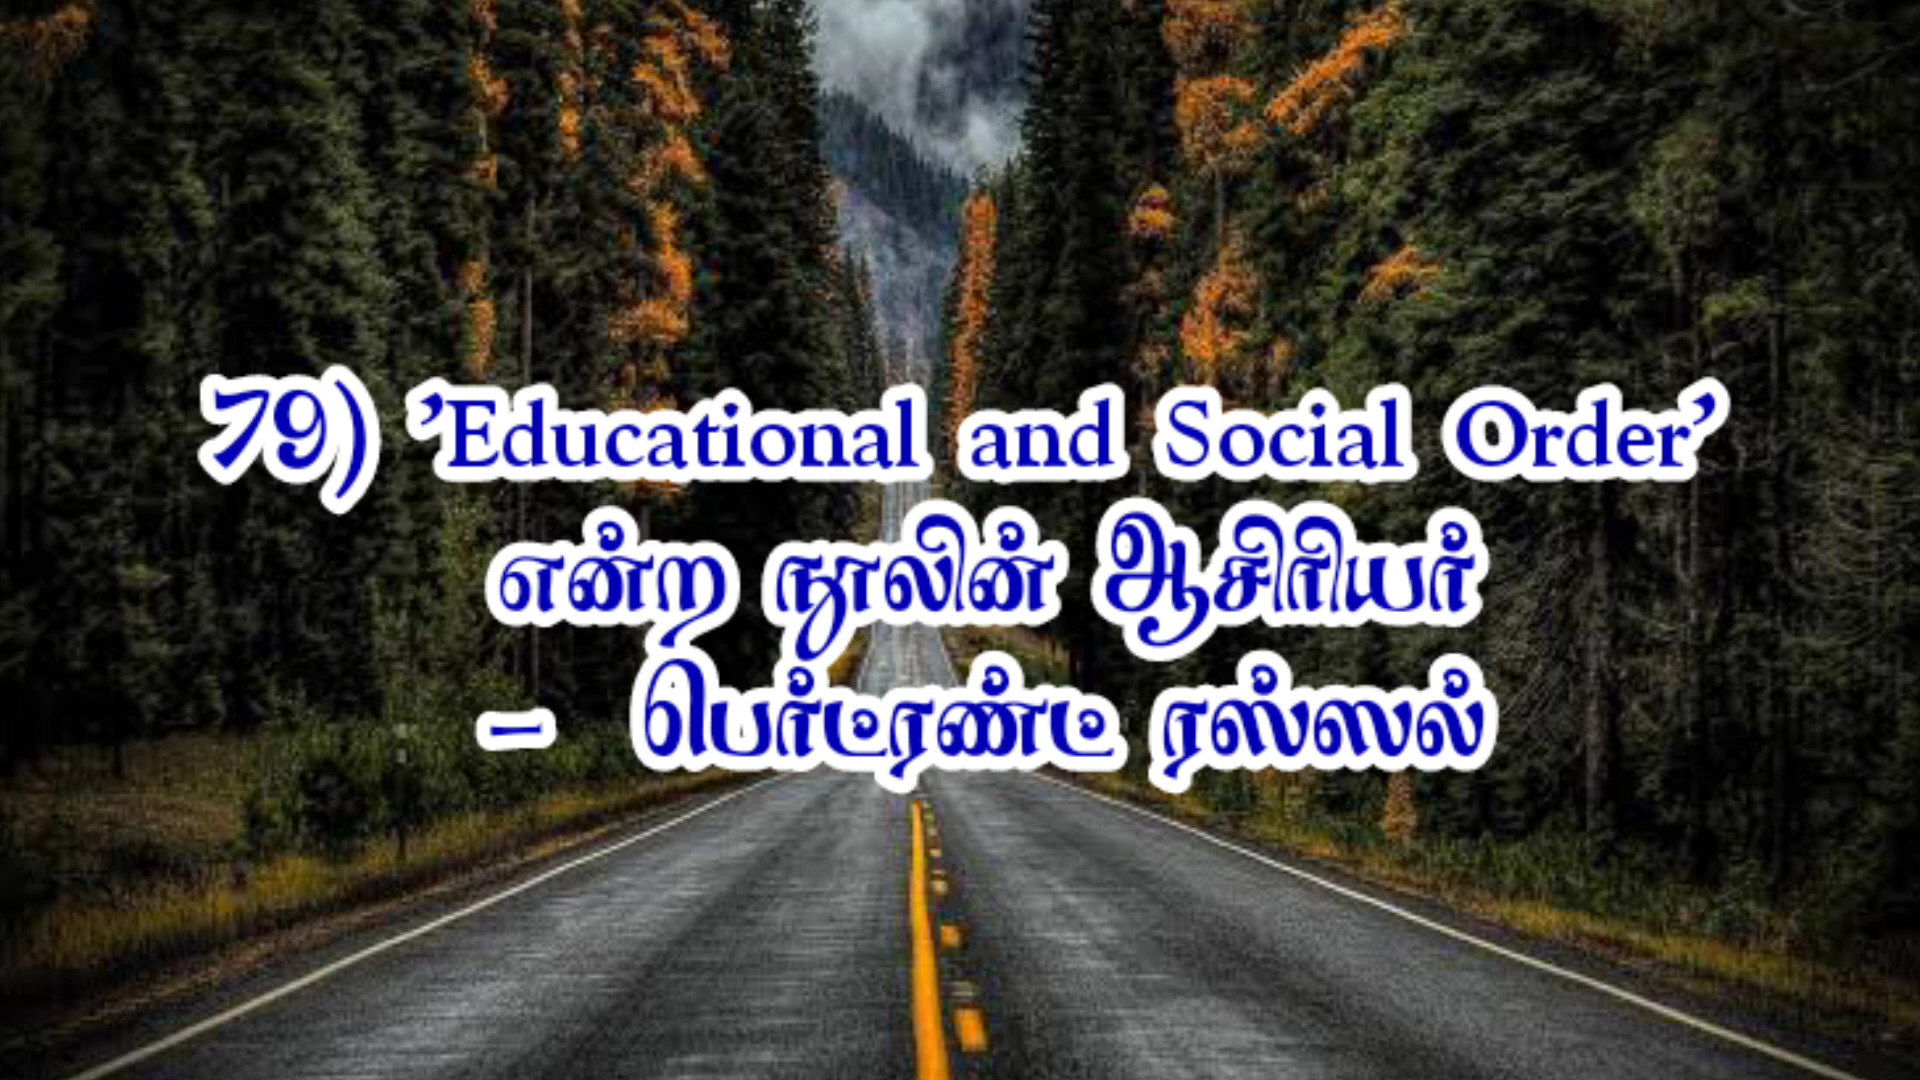 79) ’Educational and Social Order’
என்ற நூலின் ஆசிரியர்
– பெர்ட்ரண்ட் ரஸ்ஸல்